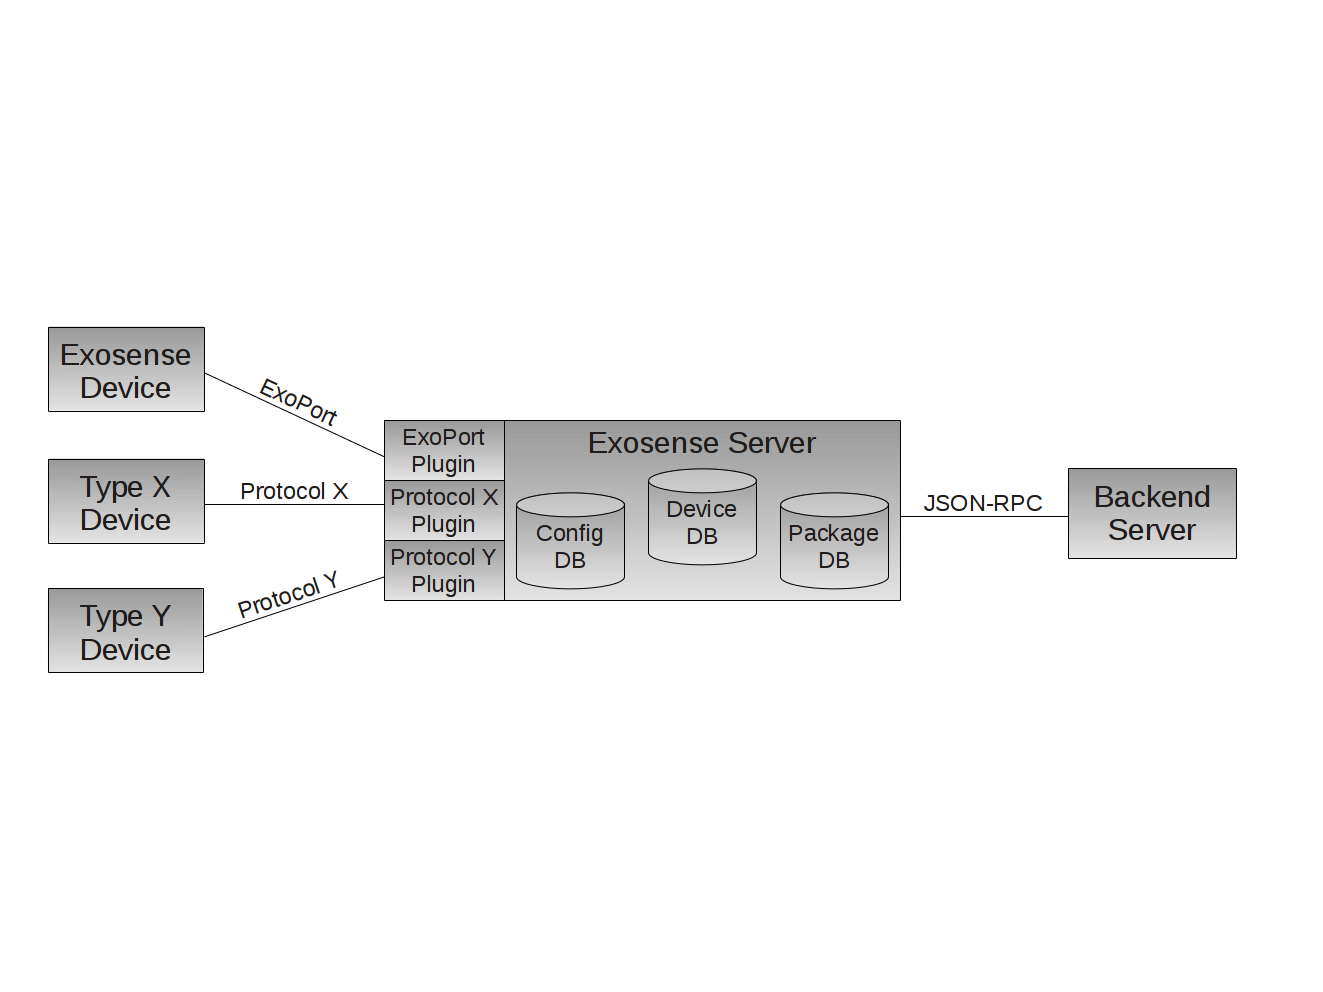 Exosense
Device
ExoPort
Type X
Device
Protocol X
Type Y
Device
Protocol Y
ExoPort
Plugin
Protocol X
Plugin
Protocol Y
Plugin
Exosense Server
Config
DB
Device
DB
Package
DB
JSON-RPC
Backend
Server